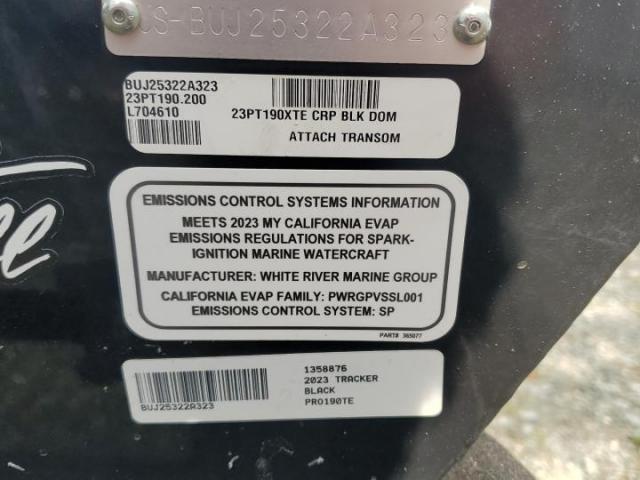 US-BUJ25322A323
BUJ25322A323
23PT190.200
L704610
23PT190XTE CRP BLK DOM
ATTACH TRANSOM
EMISSIONS CONTROL SYSTEMS INFORMATION
MEETS 2023 MY CALIFORNIA EVAP
EMISSIONS REGULATIONS FOR SPARK-
IGNITION MARINE WATERCRAFT
MANUFACTURER: WHITE RIVER MARINE GROUP
CALIFORNIA EVAP FAMILY: PWRGPVSSL001
EMISSIONS CONTROL SYSTEM: SP
PART# 365077
1358876
2023 TRACKER
BLACK
PRO190TE
BUJ25322A323